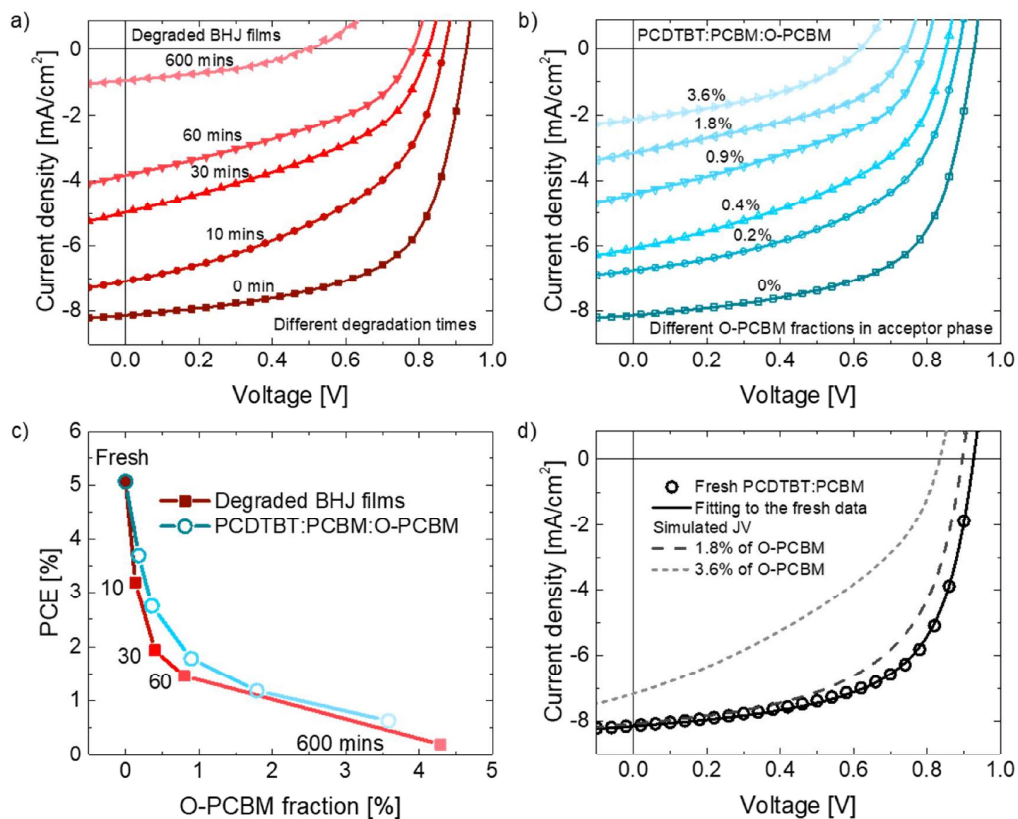 a)
Degraded BHJ films
600 mins
60 mins
30 mins
10 mins
0 min
Different degradation times
0
-2
-4
-6
-8
Current density [mA/cm²]
0.0 0.2 0.4 0.6 0.8 1.0
Voltage [V]
b)
PCDTBT:PCBM:O-PCBM
3.6%
1.8%
0.9%
0.4%
0.2%
0%
Different O-PCBM fractions in acceptor phase
0
-2
-4
-6
-8
Current density [mA/cm²]
0.0 0.2 0.4 0.6 0.8 1.0
Voltage [V]
c)
6
5
4
3
2
1
0
PCE [%]
Fresh
Degraded BHJ films
PCDTBT:PCBM:O-PCBM
10
30
60
600 mins
0 1 2 3 4 5
O-PCBM fraction [%]
d)
0
-2
-4
-6
-8
Current density [mA/cm²]
Fresh PCDTBT:PCBM
Fitting to the fresh data
Simulated JV
1.8% of O-PCBM
3.6% of O-PCBM
0.0 0.2 0.4 0.6 0.8 1.0
Voltage [V]